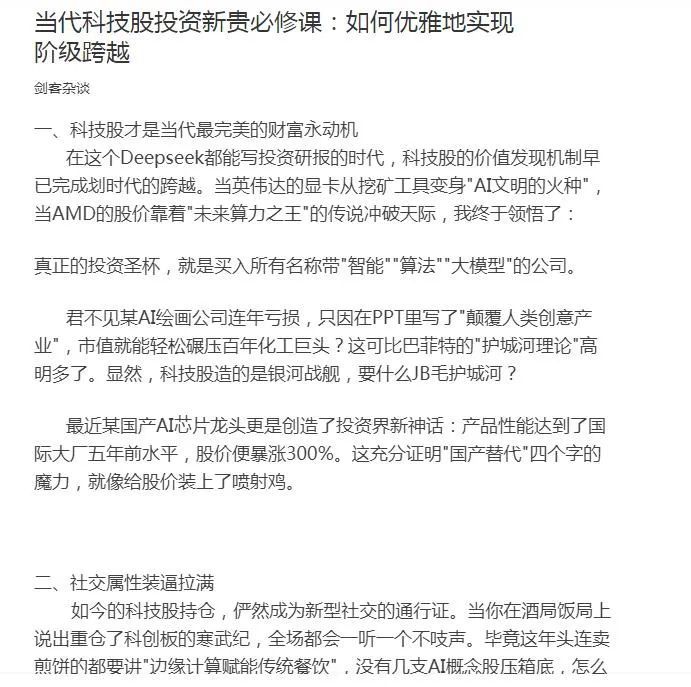 当代科技股投资新贵必修课：如何优雅地实现
阶级跨越
剑客杂谈
一、科技股才是当代最完美的财富永动机
在这个Deepseek都能写投资研报的时代，科技股的价值发现机制早
已完成划时代的跨越。当英伟达的显卡从挖矿工具变身"AI文明的火种"，
当AMD的股价靠着"未来算力之王"的传说冲破天际，我终于领悟了：
真正的投资圣杯，就是买入所有名称带"智能""算法""大模型"的公司。
君不见某AI绘画公司连年亏损，只因在PPT里写了"颠覆人类创意产
业"，市值就能轻松碾压百年化工巨头？这可比巴菲特的"护城河理论"高
明多了。显然，科技股造的是银河战舰，要什么JB毛护城河？
最近某国产AI芯片龙头更是创造了投资界新神话：产品性能达到了国
际大厂五年前水平，股价便暴涨300%。这充分证明"国产替代"四个字的
魔力，就像给股价装上了喷射鸡。
二、社交属性装逼拉满
如今的科技股持仓，俨然成为新型社交的通行证。当你在酒局饭局上
说出重仓了科创板的寒武纪，全场都会一听一个不吱声。毕竟这年头连卖
煎饼的都要讲"边缘计算赋能传统餐饮"，没有几支AI概念股压箱底，怎么